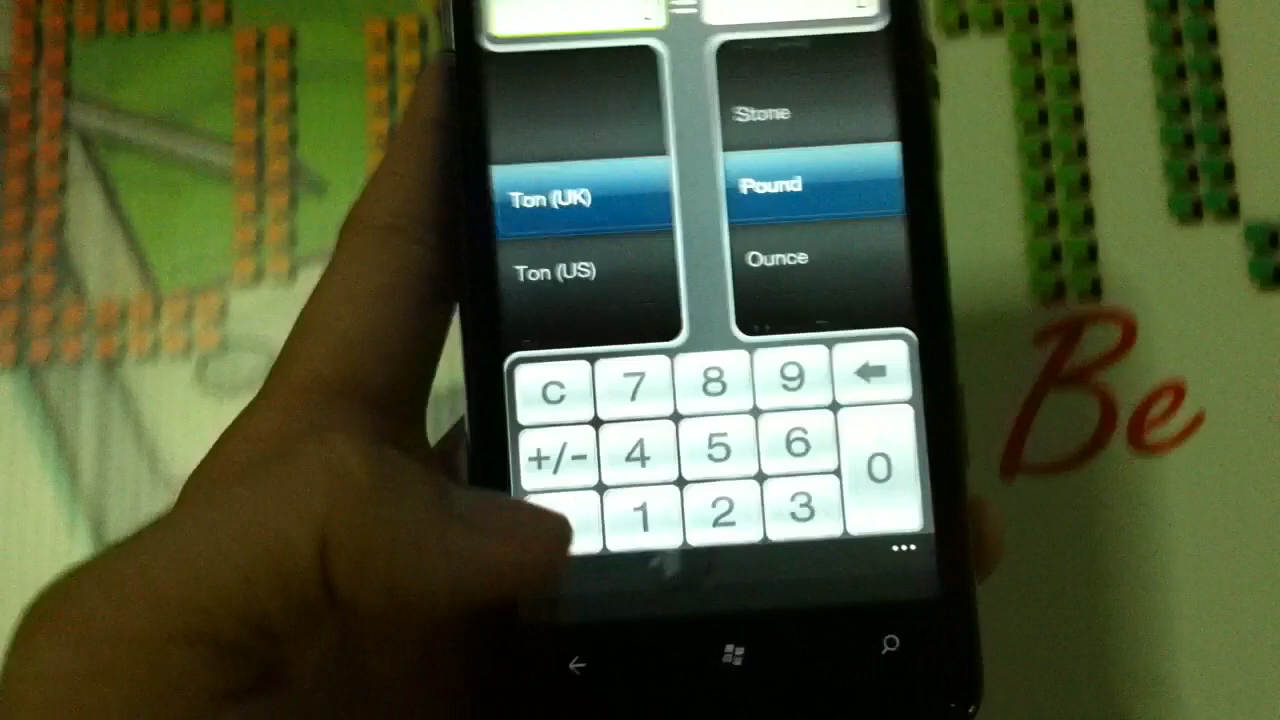 =
Stone
Ton (UK)
Pound
Ton (US)
Ounce
C 7 8 9
+/- 4 5 6
0
1 2 3
...
Be